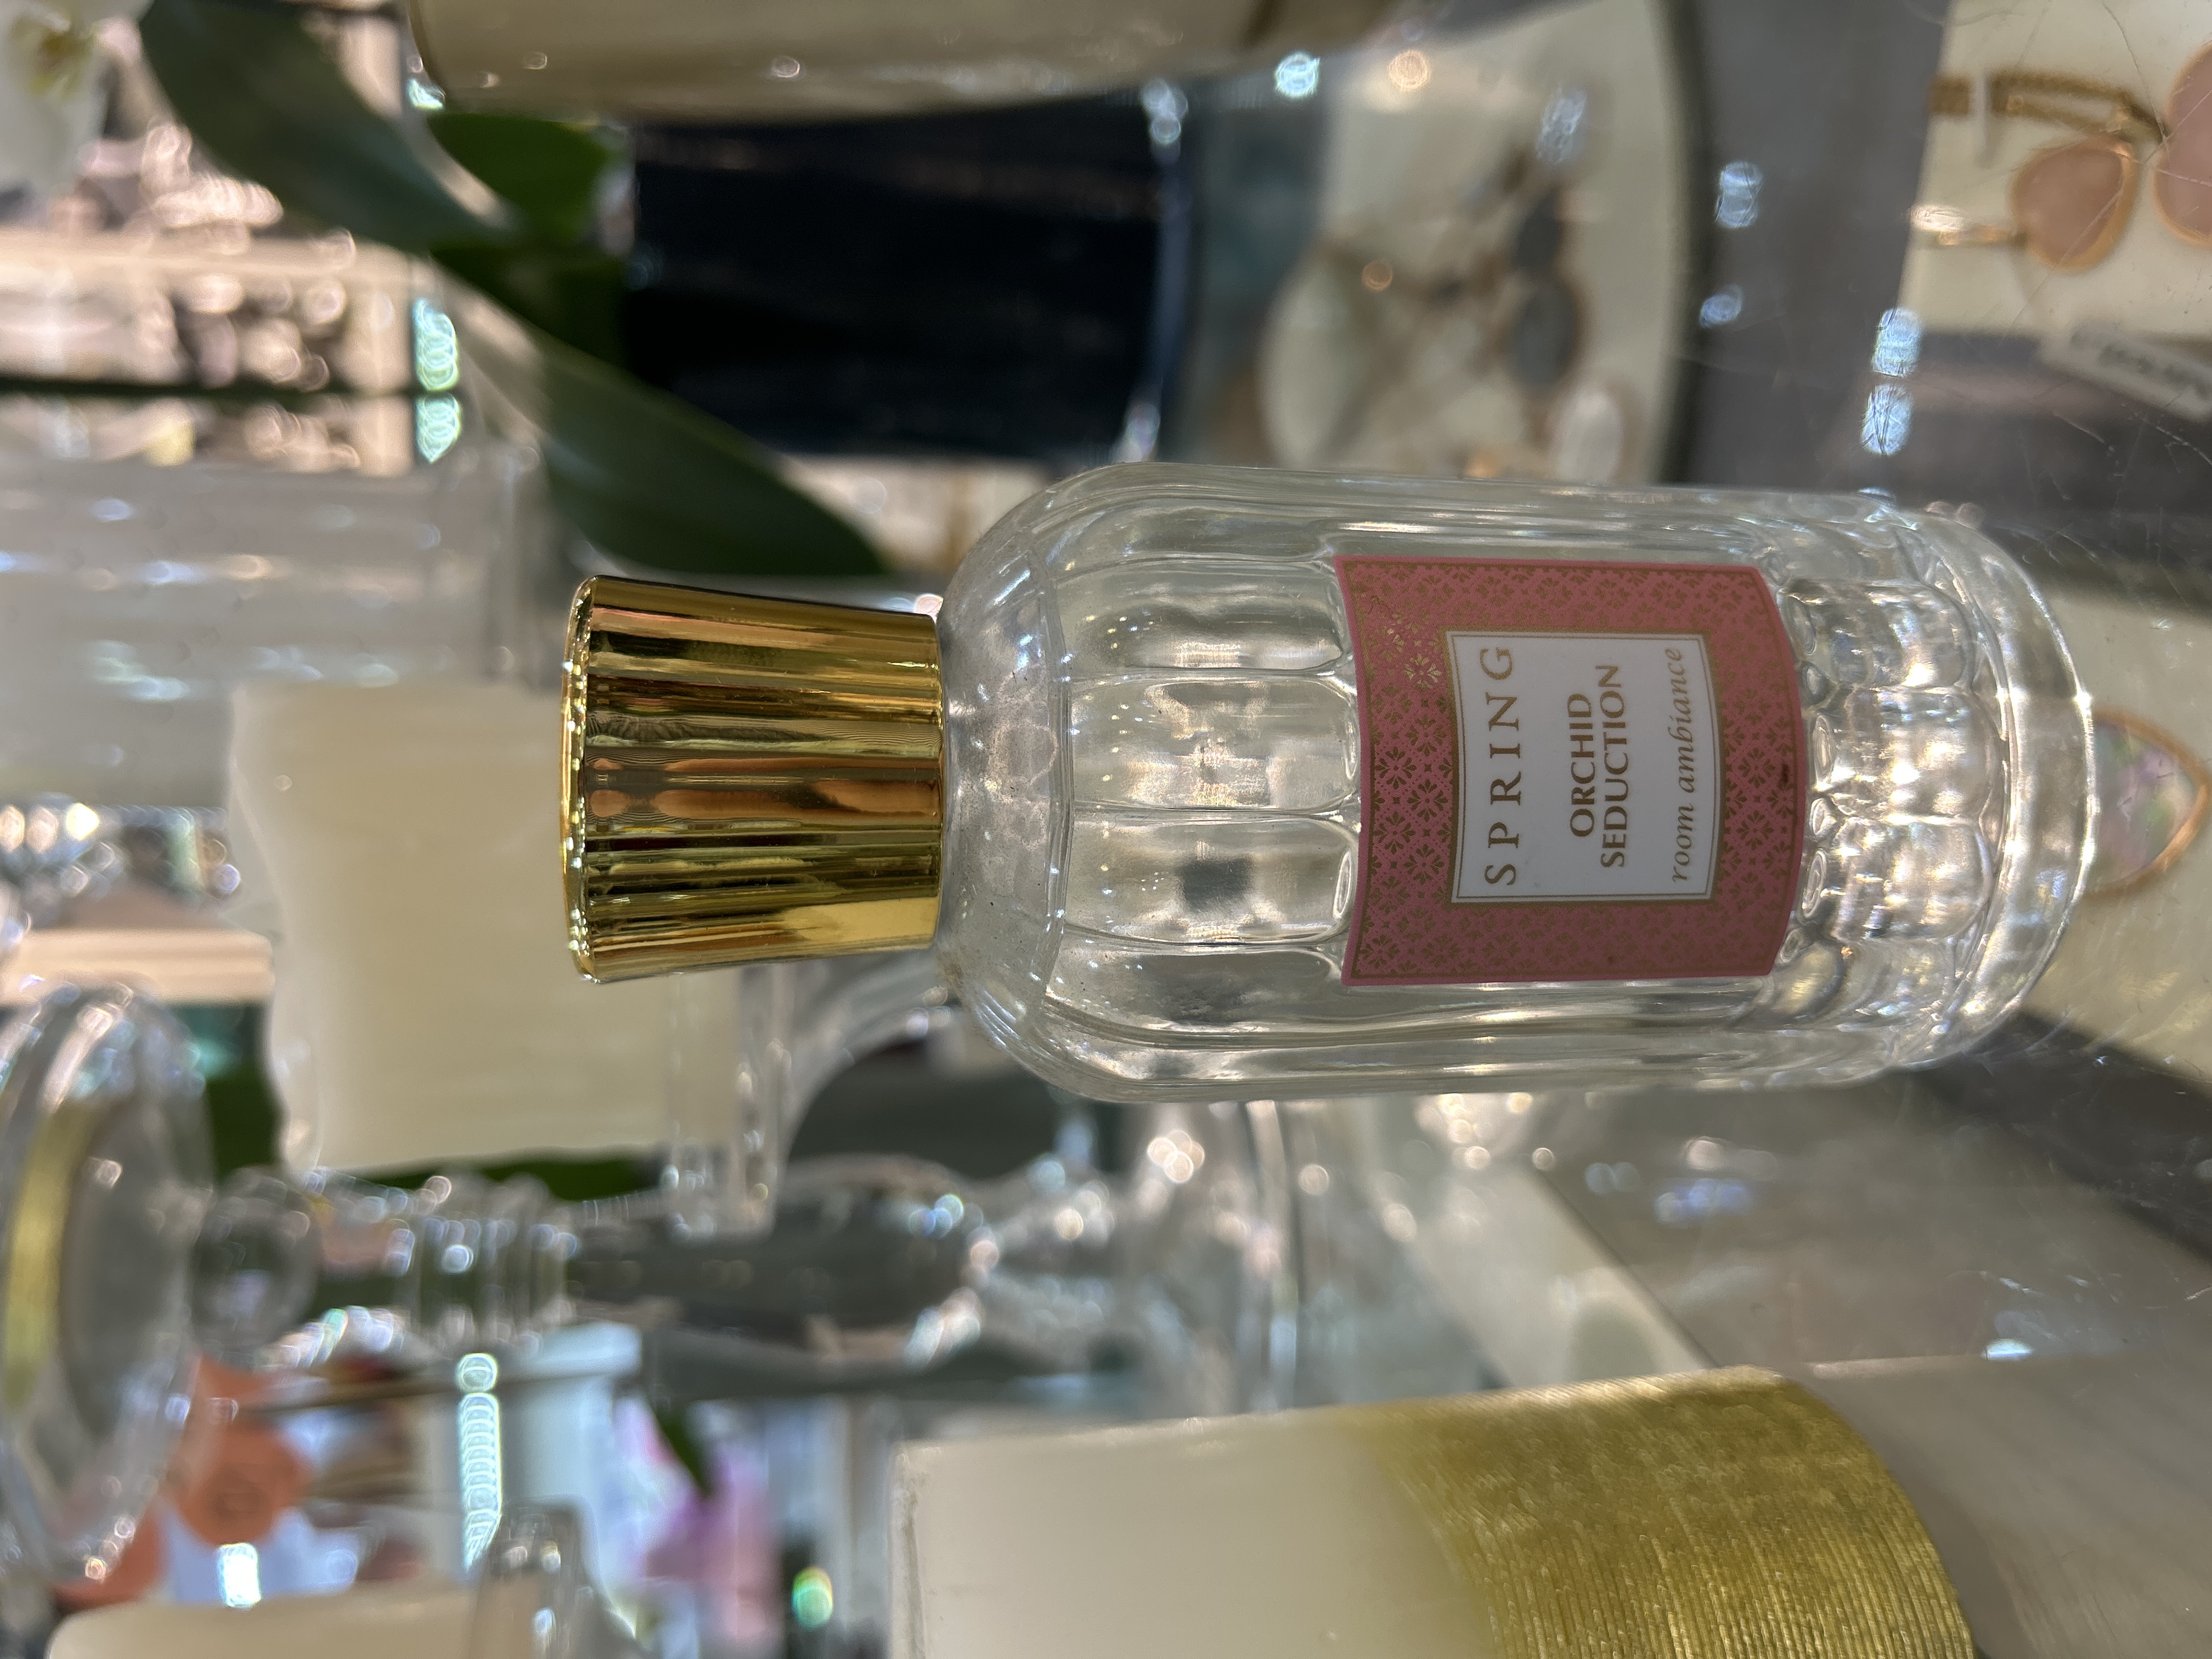 SPRING
ORCHID
SEDUCTION
room ambiance